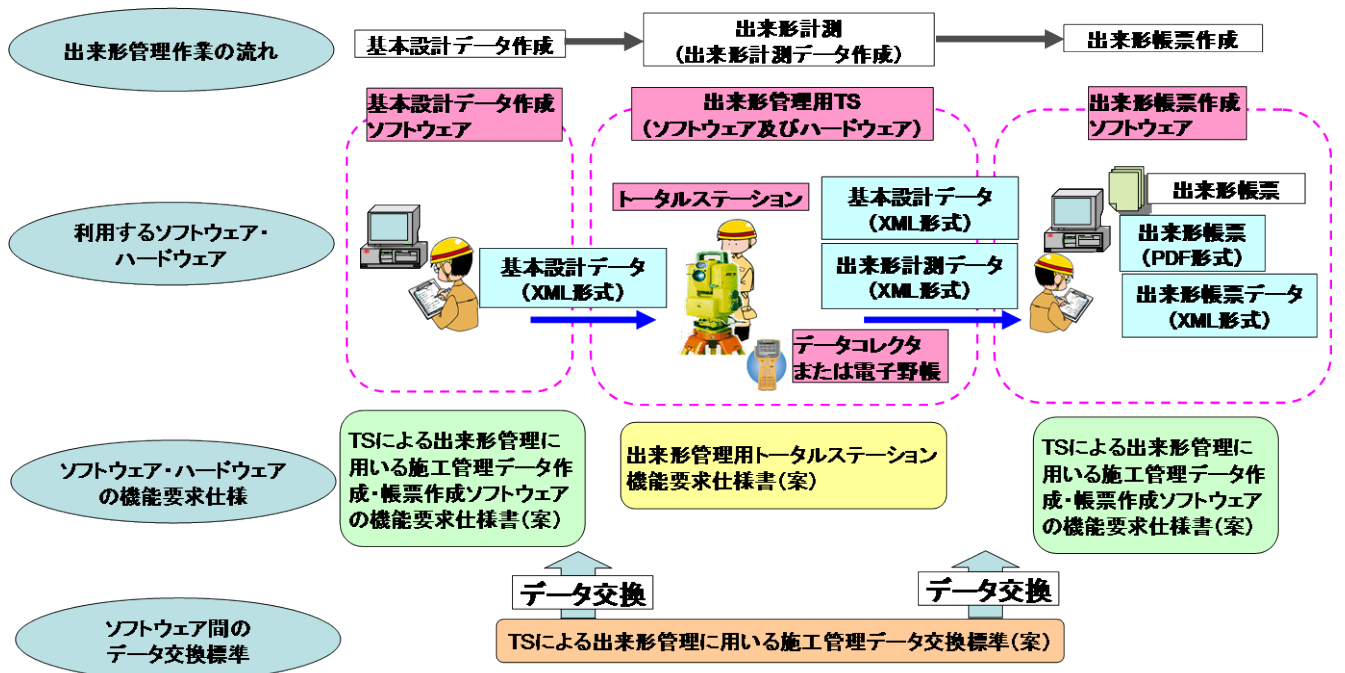 出来形管理作業の流れ
基本設計データ作成
出来形計測
(出来形計測データ作成)
出来形帳票作成
基本設計データ作成
ソフトウェア
出来形管理用TS
(ソフトウェア及びハードウェア)
出来形帳票作成
ソフトウェア
利用するソフトウェア・
ハードウェア
基本設計データ
(XML形式)
トータルステーション
データコレクタ
または電子野帳
基本設計データ
(XML形式)
出来形計測データ
(XML形式)
出来形帳票
出来形帳票
(PDF形式)
出来形帳票データ
(XML形式)
ソフトウェア・ハードウェア
の機能要求仕様
TSによる出来形管理に
用いる施工管理データ作
成・帳票作成ソフトウェア
の機能要求仕様書(案)
出来形管理用トータルステーション
機能要求仕様書(案)
TSによる出来形管理に
用いる施工管理データ作
成・帳票作成ソフトウェア
の機能要求仕様書(案)
データ交換
データ交換
ソフトウェア間の
データ交換標準
TSによる出来形管理に用いる施工管理データ交換標準(案)